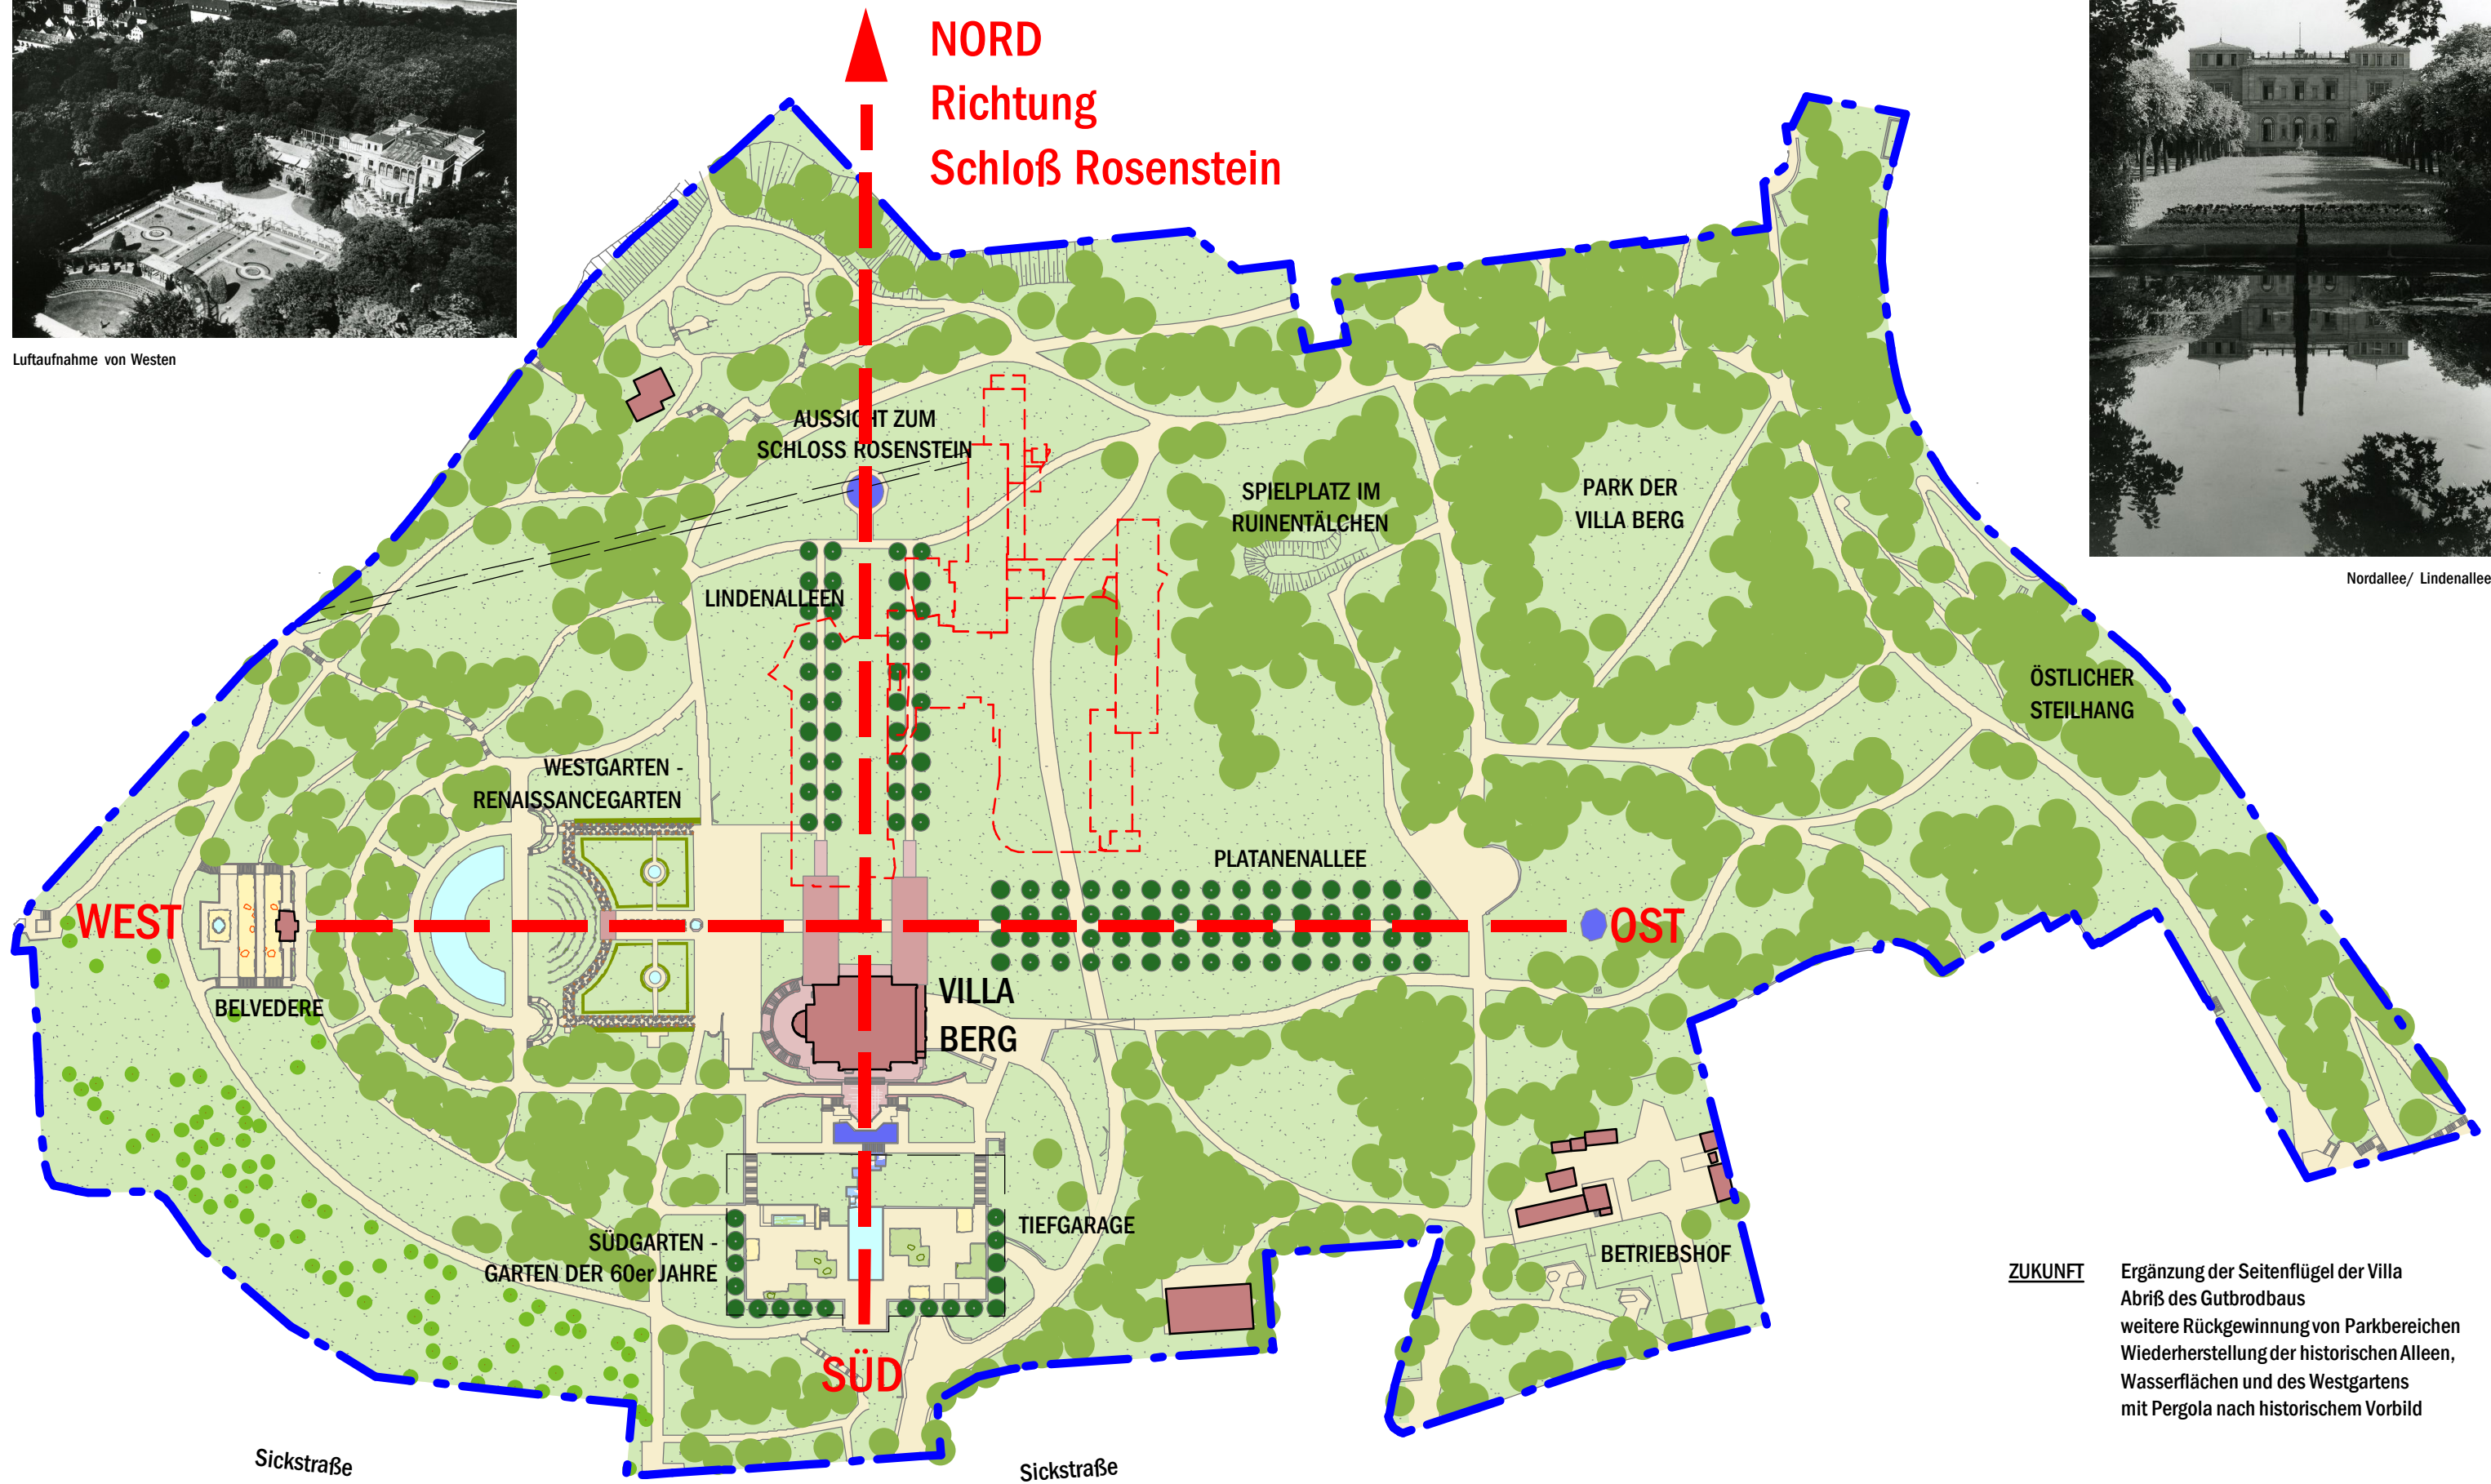 NORD
Richtung
Schloß Rosenstein
Luftaufnahme von Westen
Nordallee/ Lindenallee
AUSSICHT ZUM
SCHLOSS ROSENSTEIN
SPIELPLATZ IM
RUINENTÄLCHEN
PARK DER
VILLA BERG
LINDENALLEEN
ÖSTLICHER
STEILHANG
WESTGARTEN -
RENAISSANCEGARTEN
PLATANENALLEE
WEST
OST
BELVEDERE
VILLA
BERG
TIEFGARAGE
SÜDGARTEN -
GARTEN DER 60er JAHRE
BETRIEBSHOF
SÜD
ZUKUNFT
Ergänzung der Seitenflügel der Villa
Abriß des Gutbrodbaus
weitere Rückgewinnung von Parkbereichen
Wiederherstellung der historischen Alleen,
Wasserflächen und des Westgartens
mit Pergola nach historischem Vorbild
Sickstraße
Sickstraße